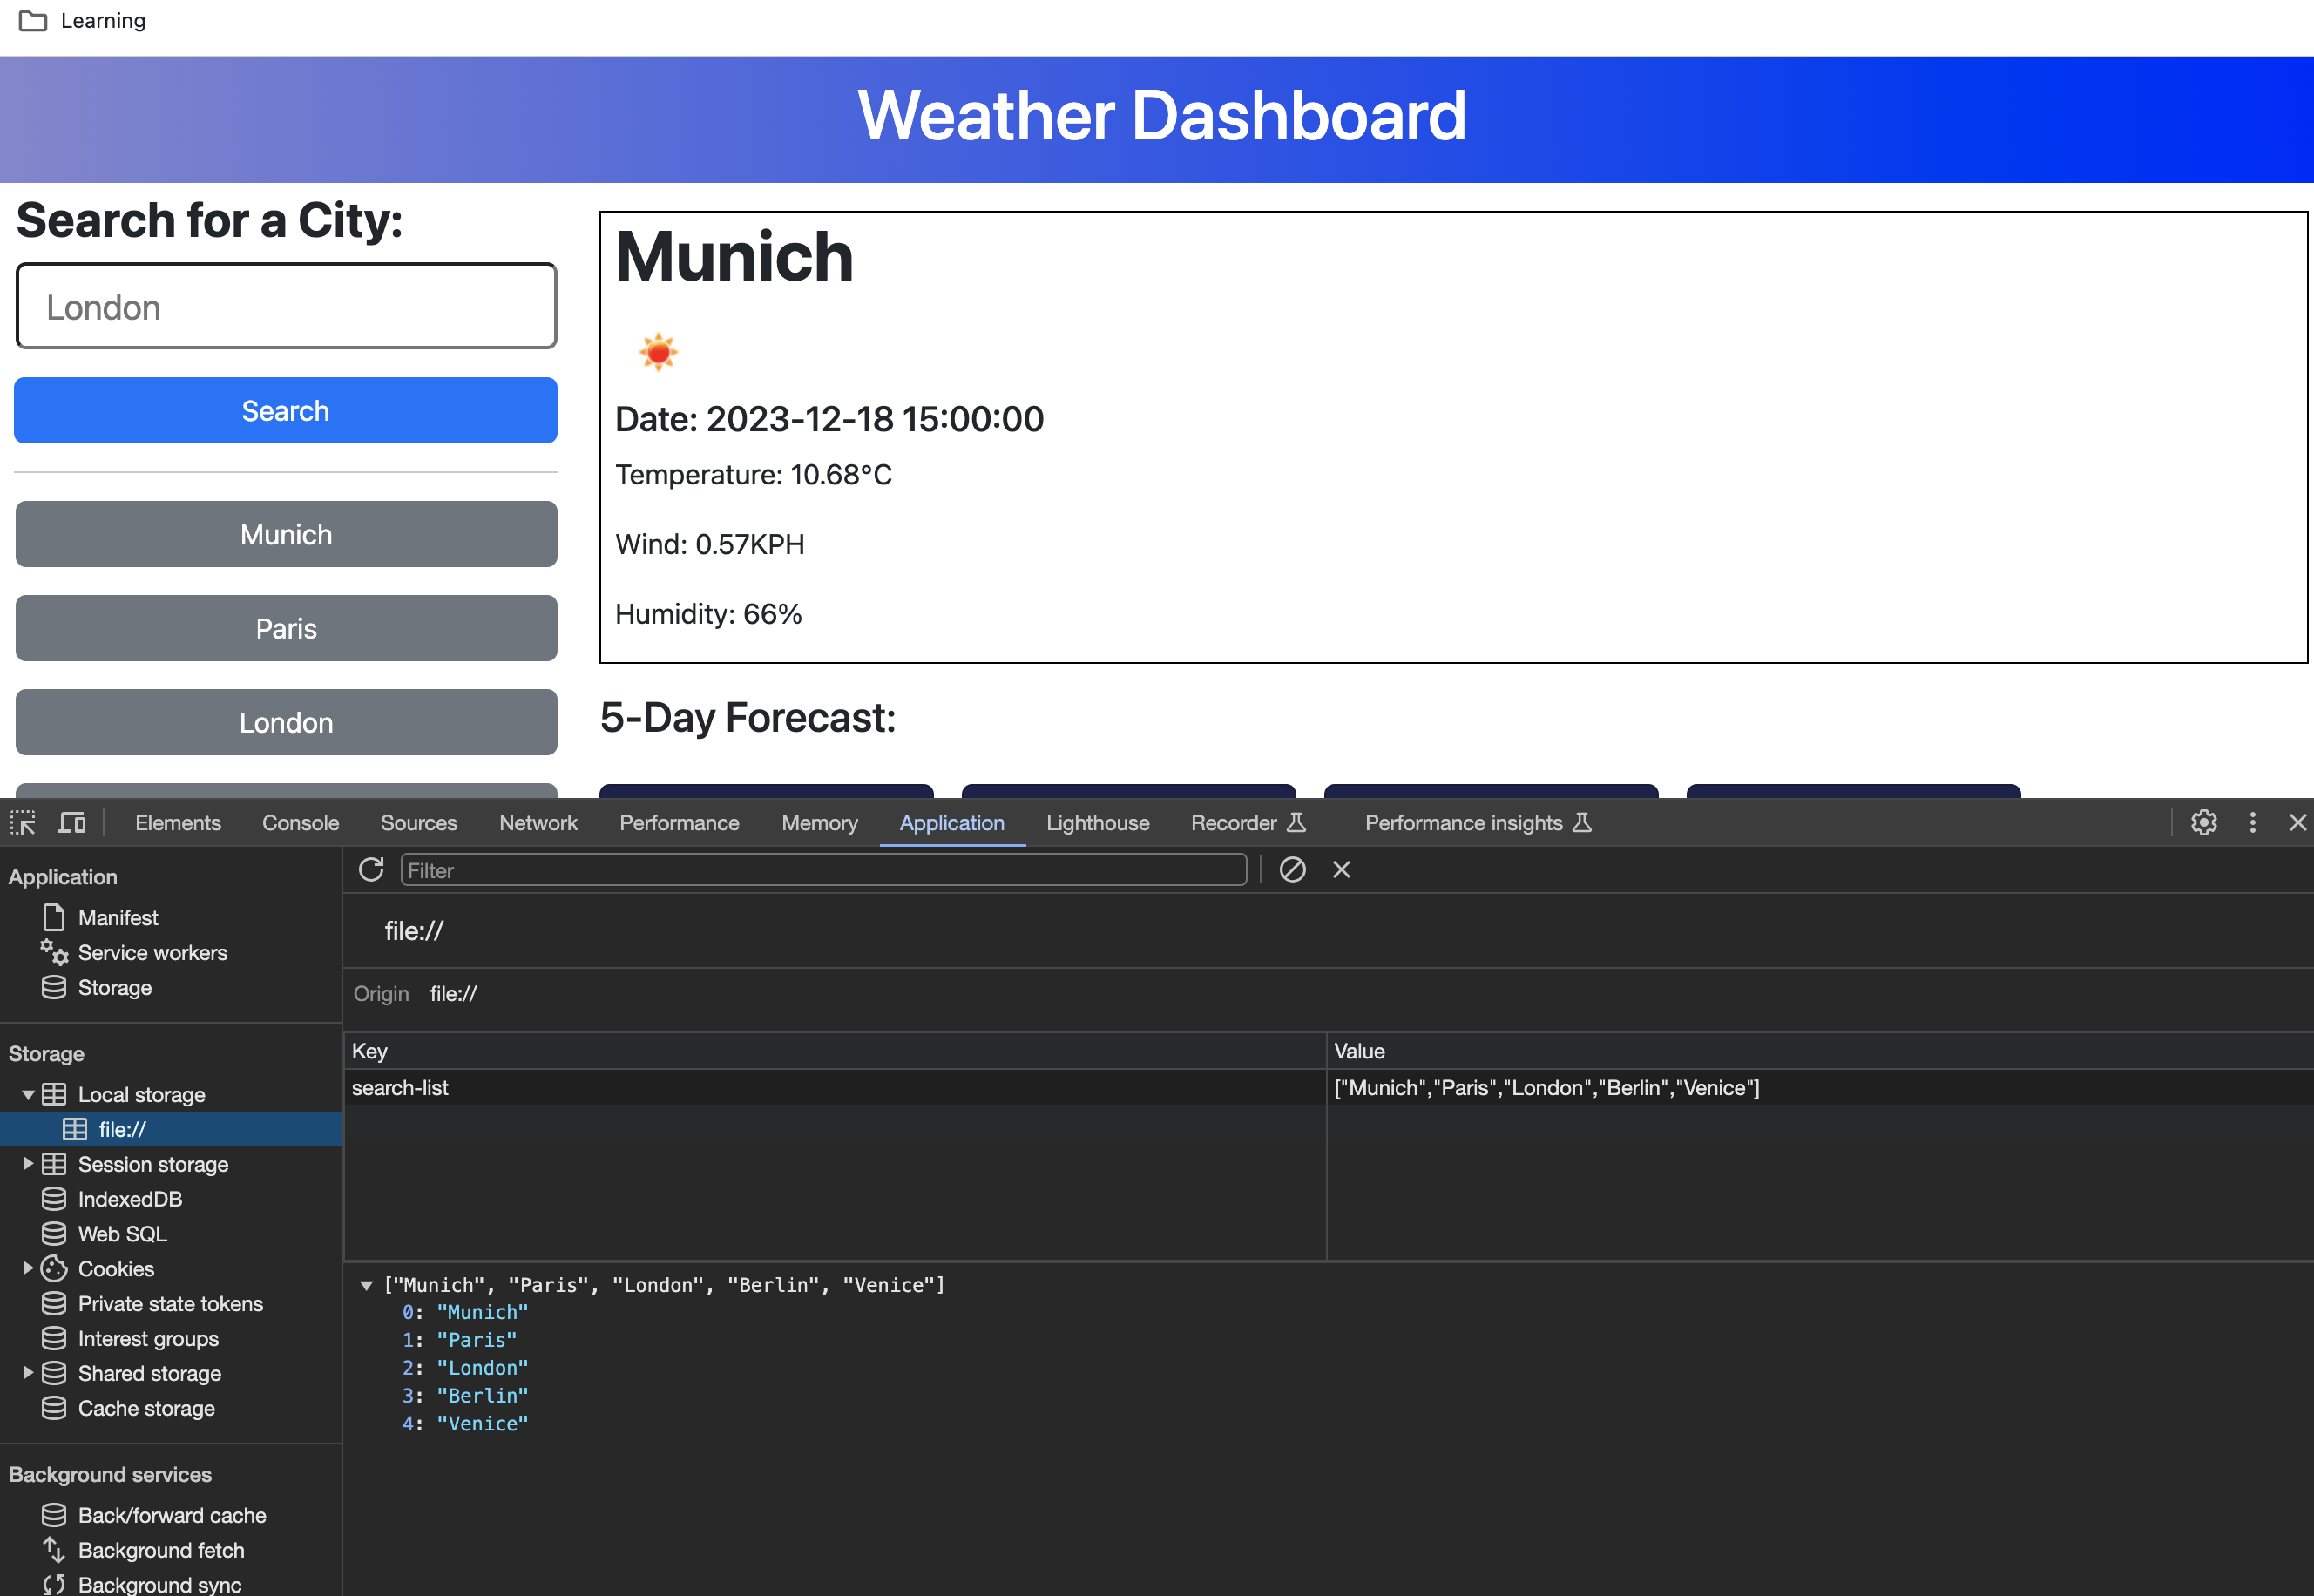 Learning
Weather Dashboard
Search for a City:
London
Search
Munich
Paris
London
Munich
Date: 2023-12-18 15:00:00
Temperature: 10.68°C
Wind: 0.57KPH
Humidity: 66%
5-Day Forecast:
Elements Console Sources Network Performance Memory Application Lighthouse Recorder Performance insights
Application
Manifest
Service workers
Storage
Storage
Local storage
file://
Session storage
IndexedDB
Web SQL
Cookies
Private state tokens
Interest groups
Shared storage
Cache storage
Background services
Back/forward cache
Background fetch
Background sync
Filter
file://
Origin file://
Key Value
search-list ["Munich","Paris","London","Berlin","Venice"]
["Munich", "Paris", "London", "Berlin", "Venice"]
0: "Munich"
1: "Paris"
2: "London"
3: "Berlin"
4: "Venice"